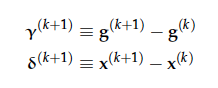 γ^(k+1) ≡ g^(k+1) − g^(k)
δ^(k+1) ≡ x^(k+1) − x^(k)